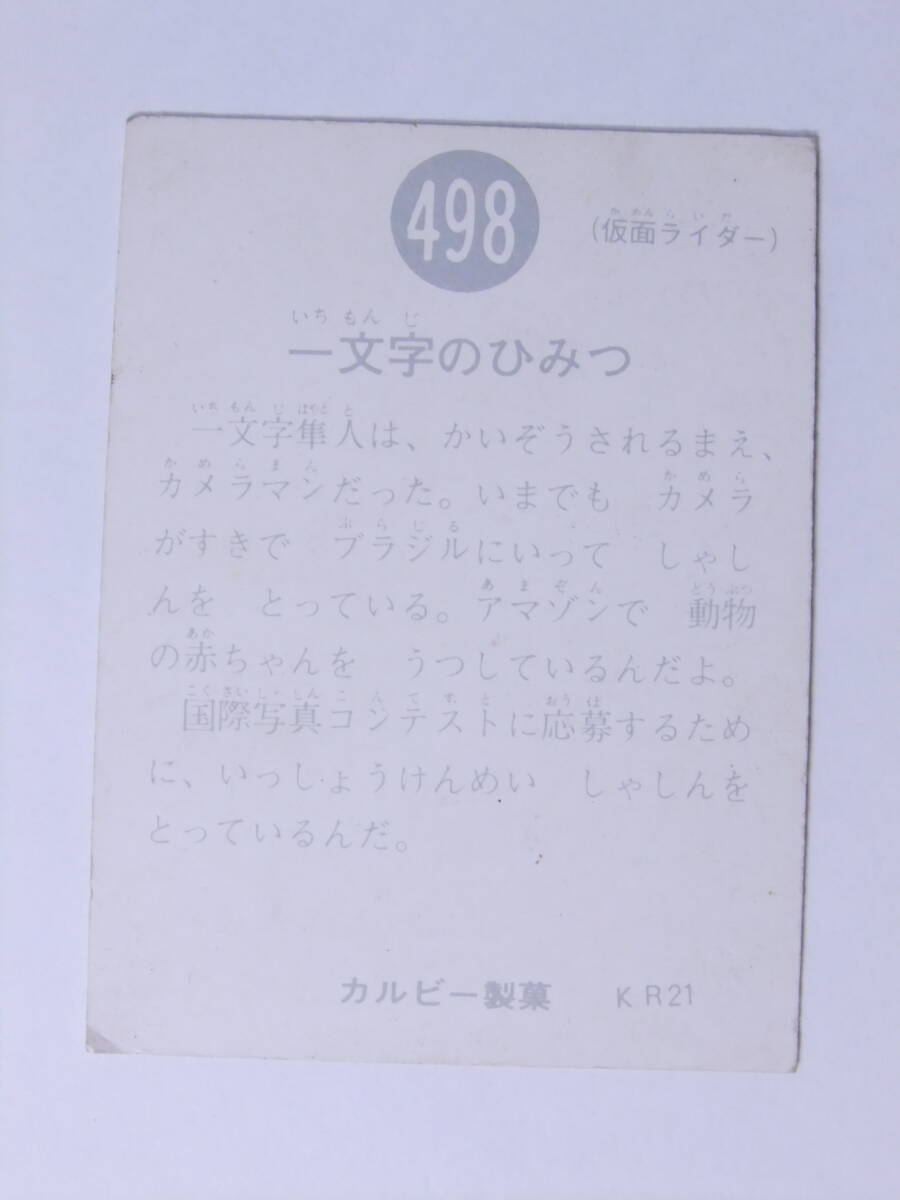 498
(仮面ライダー)
一文字のひみつ
一文字隼人は、かいぞうされるまえ、
カメラマンだった。いまでも カメラ
がすきで ブラジルにいって しゃし
んを とっている。アマゾンで 動物
の赤ちゃんを うつしているんだよ。
国際写真コンテストに応募するため
に、いっしょうけんめい しゃしんを
とっているんだ。
カルビー製菓 KR21